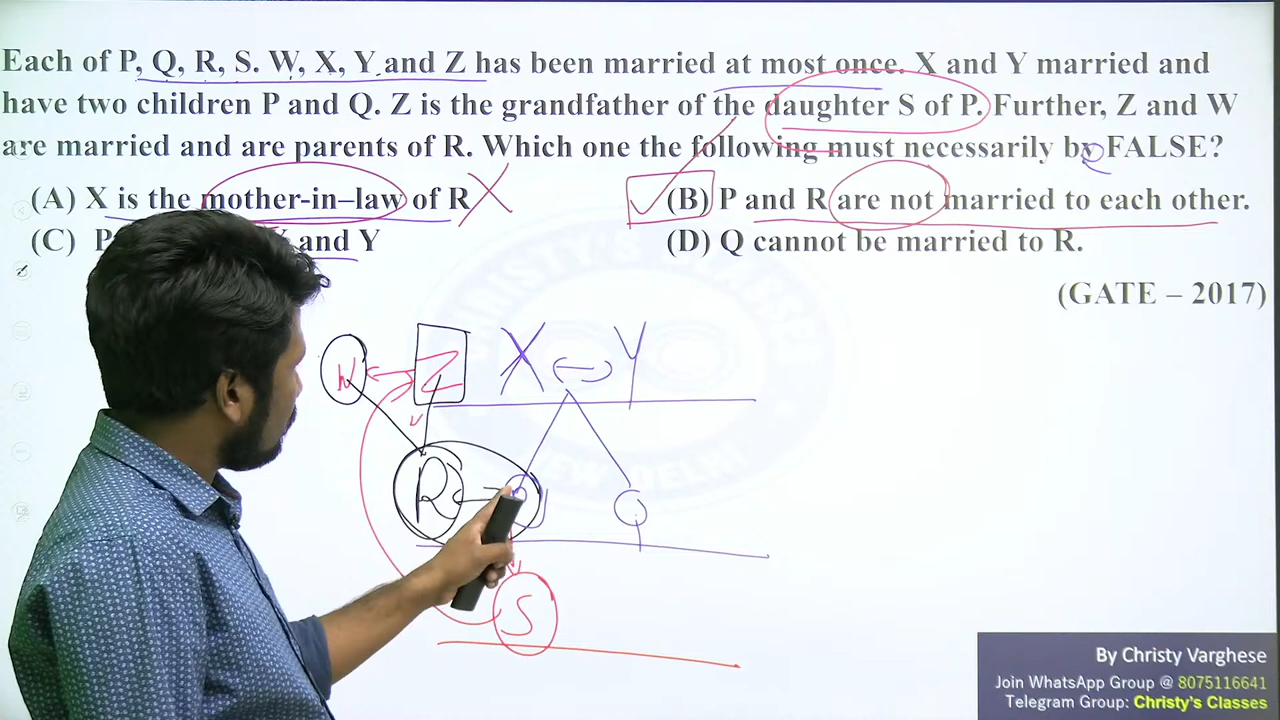 Each of P, Q, R, S. W, X, Y and Z has been married at most once. X and Y married and
have two children P and Q. Z is the grandfather of the daughter S of P. Further, Z and W
are married and are parents of R. Which one the following must necessarily by FALSE?
(A) X is the mother-in–law of R
(B) P and R are not married to each other.
(C) P and Y
(D) Q cannot be married to R.
(GATE – 2017)
W Z X Y
R
S
By Christy Varghese
Join WhatsApp Group @ 8075116641
Telegram Group: Christy's Classes